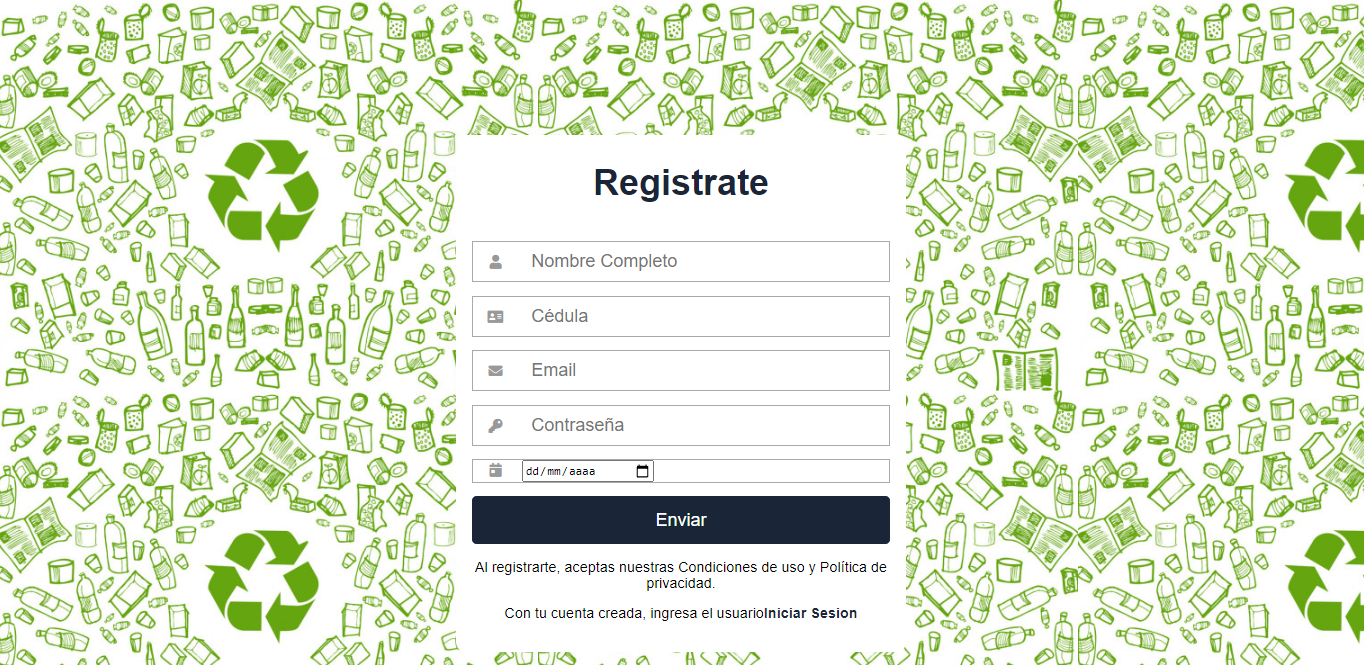 Registrate
Nombre Completo
Cédula
Email
Contraseña
dd/mm/aaaa
Enviar
Al registrarte, aceptas nuestras Condiciones de uso y Política de
privacidad.
Con tu cuenta creada, ingresa el usuarioIniciar Sesion